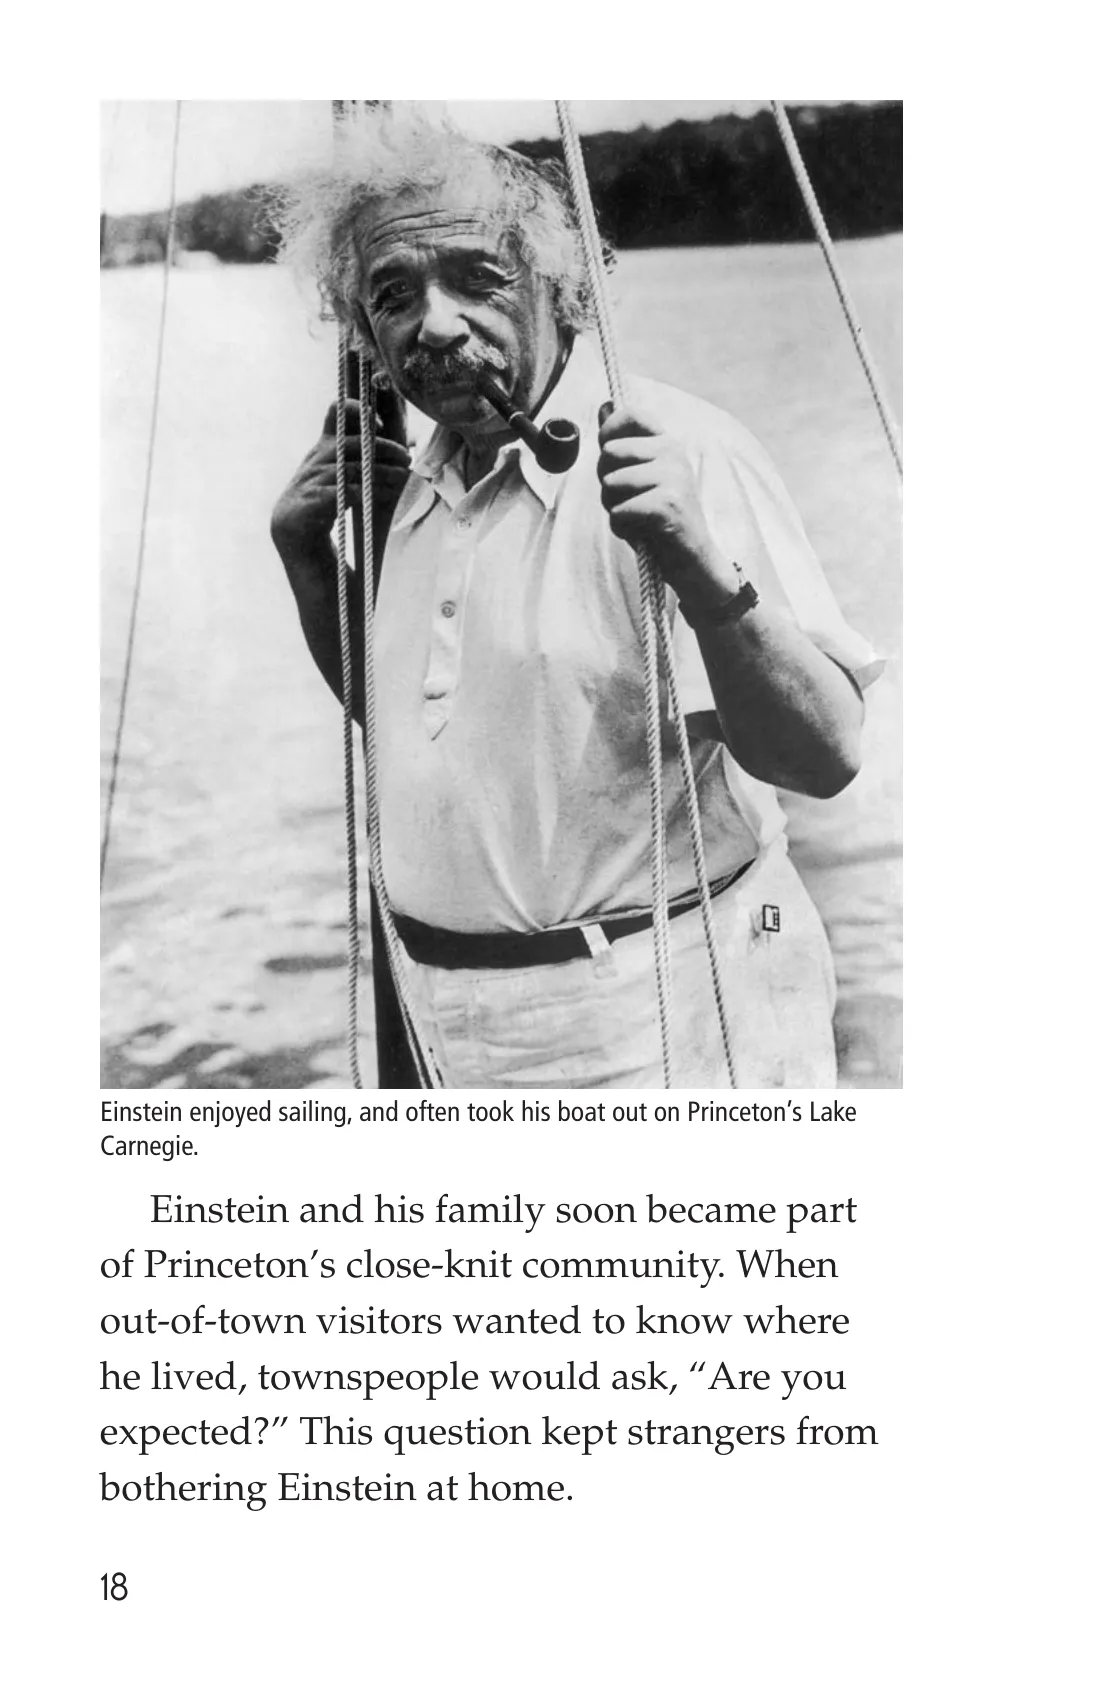 Einstein enjoyed sailing, and often took his boat out on Princeton’s Lake
Carnegie.
Einstein and his family soon became part
of Princeton’s close-knit community. When
out-of-town visitors wanted to know where
he lived, townspeople would ask, “Are you
expected?” This question kept strangers from
bothering Einstein at home.
18